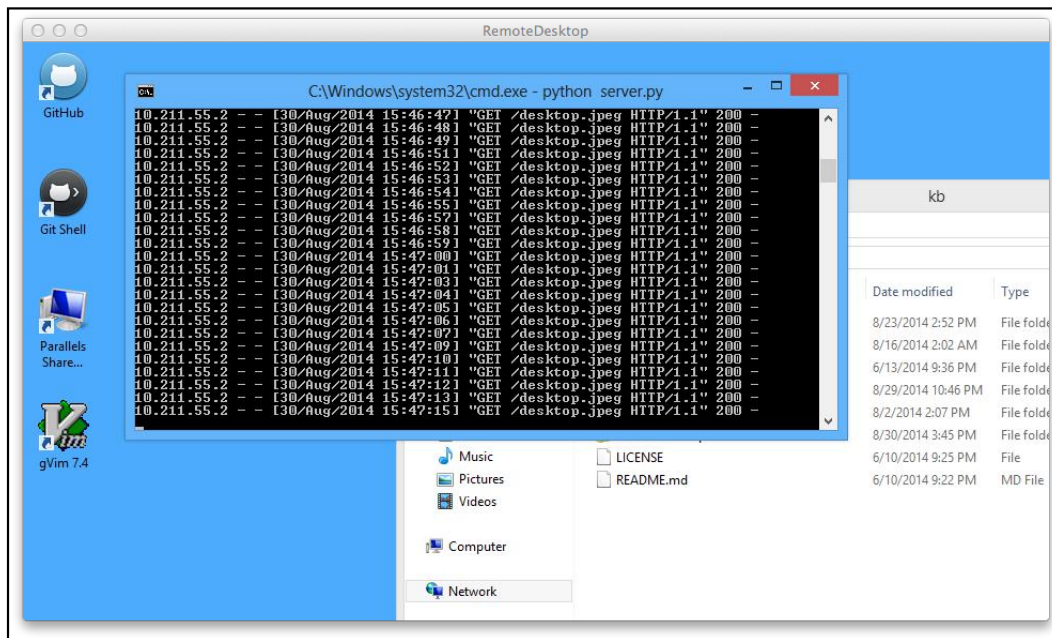 RemoteDesktop
GitHub
Git Shell
Parallels
Share...
gVim 7.4
C:\Windows\system32\cmd.exe - python server.py
10.211.55.2 - - [30/Aug/2014 15:46:47] "GET /desktop.jpeg HTTP/1.1" 200 -
10.211.55.2 - - [30/Aug/2014 15:46:48] "GET /desktop.jpeg HTTP/1.1" 200 -
10.211.55.2 - - [30/Aug/2014 15:46:49] "GET /desktop.jpeg HTTP/1.1" 200 -
10.211.55.2 - - [30/Aug/2014 15:46:51] "GET /desktop.jpeg HTTP/1.1" 200 -
10.211.55.2 - - [30/Aug/2014 15:46:52] "GET /desktop.jpeg HTTP/1.1" 200 -
10.211.55.2 - - [30/Aug/2014 15:46:53] "GET /desktop.jpeg HTTP/1.1" 200 -
10.211.55.2 - - [30/Aug/2014 15:46:54] "GET /desktop.jpeg HTTP/1.1" 200 -
10.211.55.2 - - [30/Aug/2014 15:46:55] "GET /desktop.jpeg HTTP/1.1" 200 -
10.211.55.2 - - [30/Aug/2014 15:46:57] "GET /desktop.jpeg HTTP/1.1" 200 -
10.211.55.2 - - [30/Aug/2014 15:46:58] "GET /desktop.jpeg HTTP/1.1" 200 -
10.211.55.2 - - [30/Aug/2014 15:46:59] "GET /desktop.jpeg HTTP/1.1" 200 -
10.211.55.2 - - [30/Aug/2014 15:47:00] "GET /desktop.jpeg HTTP/1.1" 200 -
10.211.55.2 - - [30/Aug/2014 15:47:01] "GET /desktop.jpeg HTTP/1.1" 200 -
10.211.55.2 - - [30/Aug/2014 15:47:03] "GET /desktop.jpeg HTTP/1.1" 200 -
10.211.55.2 - - [30/Aug/2014 15:47:04] "GET /desktop.jpeg HTTP/1.1" 200 -
10.211.55.2 - - [30/Aug/2014 15:47:05] "GET /desktop.jpeg HTTP/1.1" 200 -
10.211.55.2 - - [30/Aug/2014 15:47:06] "GET /desktop.jpeg HTTP/1.1" 200 -
10.211.55.2 - - [30/Aug/2014 15:47:07] "GET /desktop.jpeg HTTP/1.1" 200 -
10.211.55.2 - - [30/Aug/2014 15:47:09] "GET /desktop.jpeg HTTP/1.1" 200 -
10.211.55.2 - - [30/Aug/2014 15:47:10] "GET /desktop.jpeg HTTP/1.1" 200 -
10.211.55.2 - - [30/Aug/2014 15:47:11] "GET /desktop.jpeg HTTP/1.1" 200 -
10.211.55.2 - - [30/Aug/2014 15:47:12] "GET /desktop.jpeg HTTP/1.1" 200 -
10.211.55.2 - - [30/Aug/2014 15:47:13] "GET /desktop.jpeg HTTP/1.1" 200 -
10.211.55.2 - - [30/Aug/2014 15:47:15] "GET /desktop.jpeg HTTP/1.1" 200 -
kb
Date modified Type
8/23/2014 2:52 PM File folde
8/16/2014 2:02 AM File folde
6/13/2014 9:36 PM File folde
8/29/2014 10:46 PM File folde
8/2/2014 2:07 PM File folde
8/30/2014 3:45 PM File folde
Music LICENSE 6/10/2014 9:25 PM File
Pictures README.md 6/10/2014 9:22 PM MD File
Videos
Computer
Network